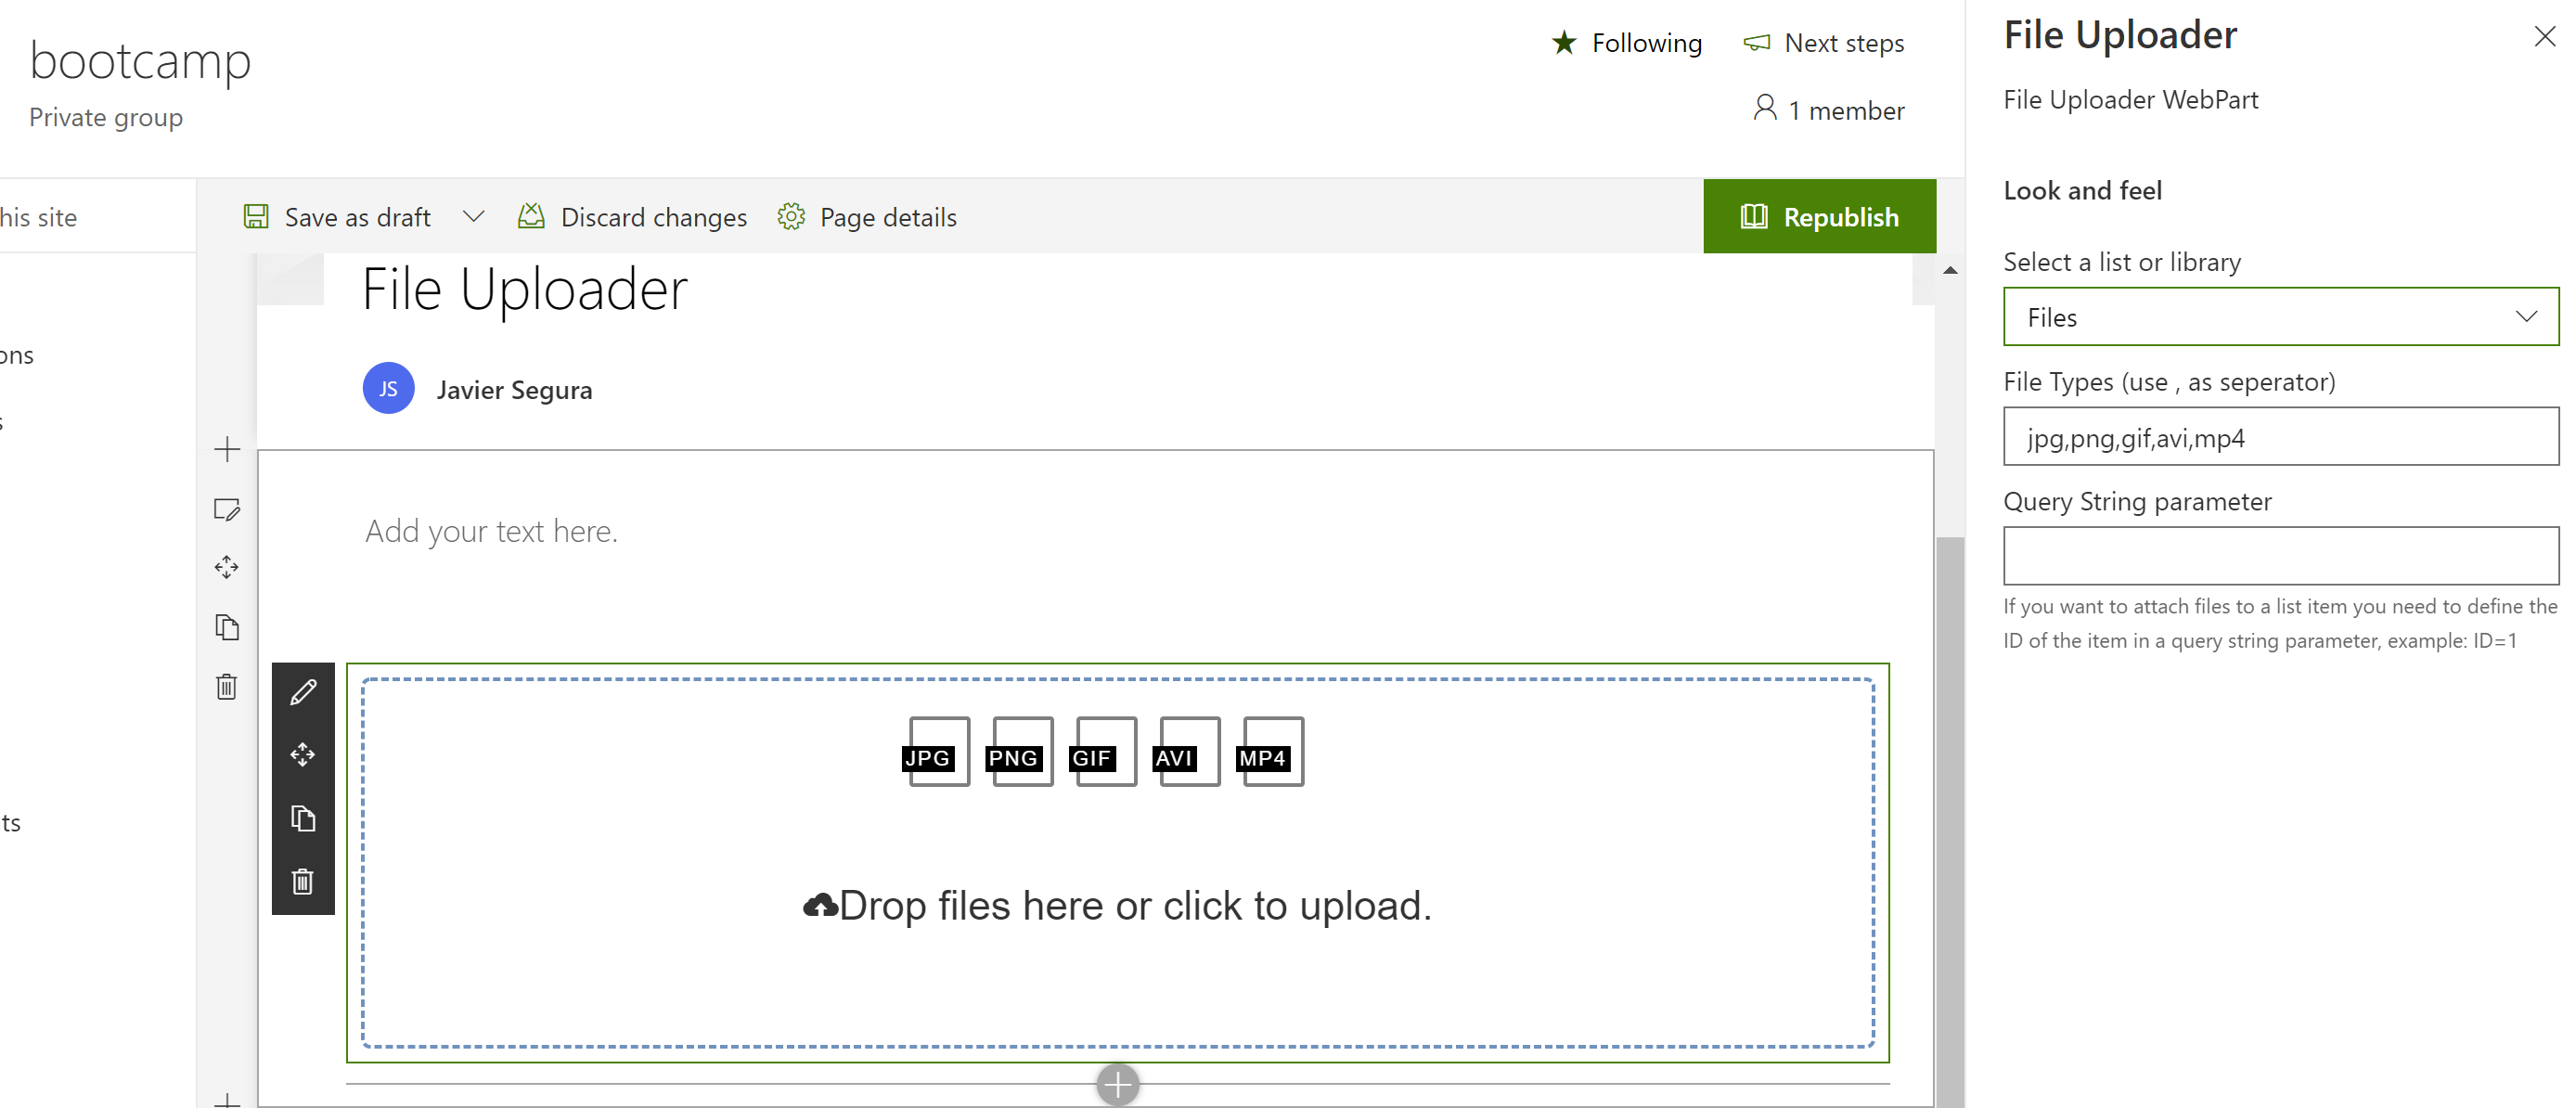 bootcamp
Private group
Following
Next steps
1 member
his site
ons
s
ts
Save as draft
Discard changes
Page details
Republish
File Uploader
JS
Javier Segura
Add your text here.
JPG PNG GIF AVI MP4
Drop files here or click to upload.
File Uploader
File Uploader WebPart
Look and feel
Select a list or library
Files
File Types (use , as seperator)
jpg,png,gif,avi,mp4
Query String parameter
If you want to attach files to a list item you need to define the
ID of the item in a query string parameter, example: ID=1